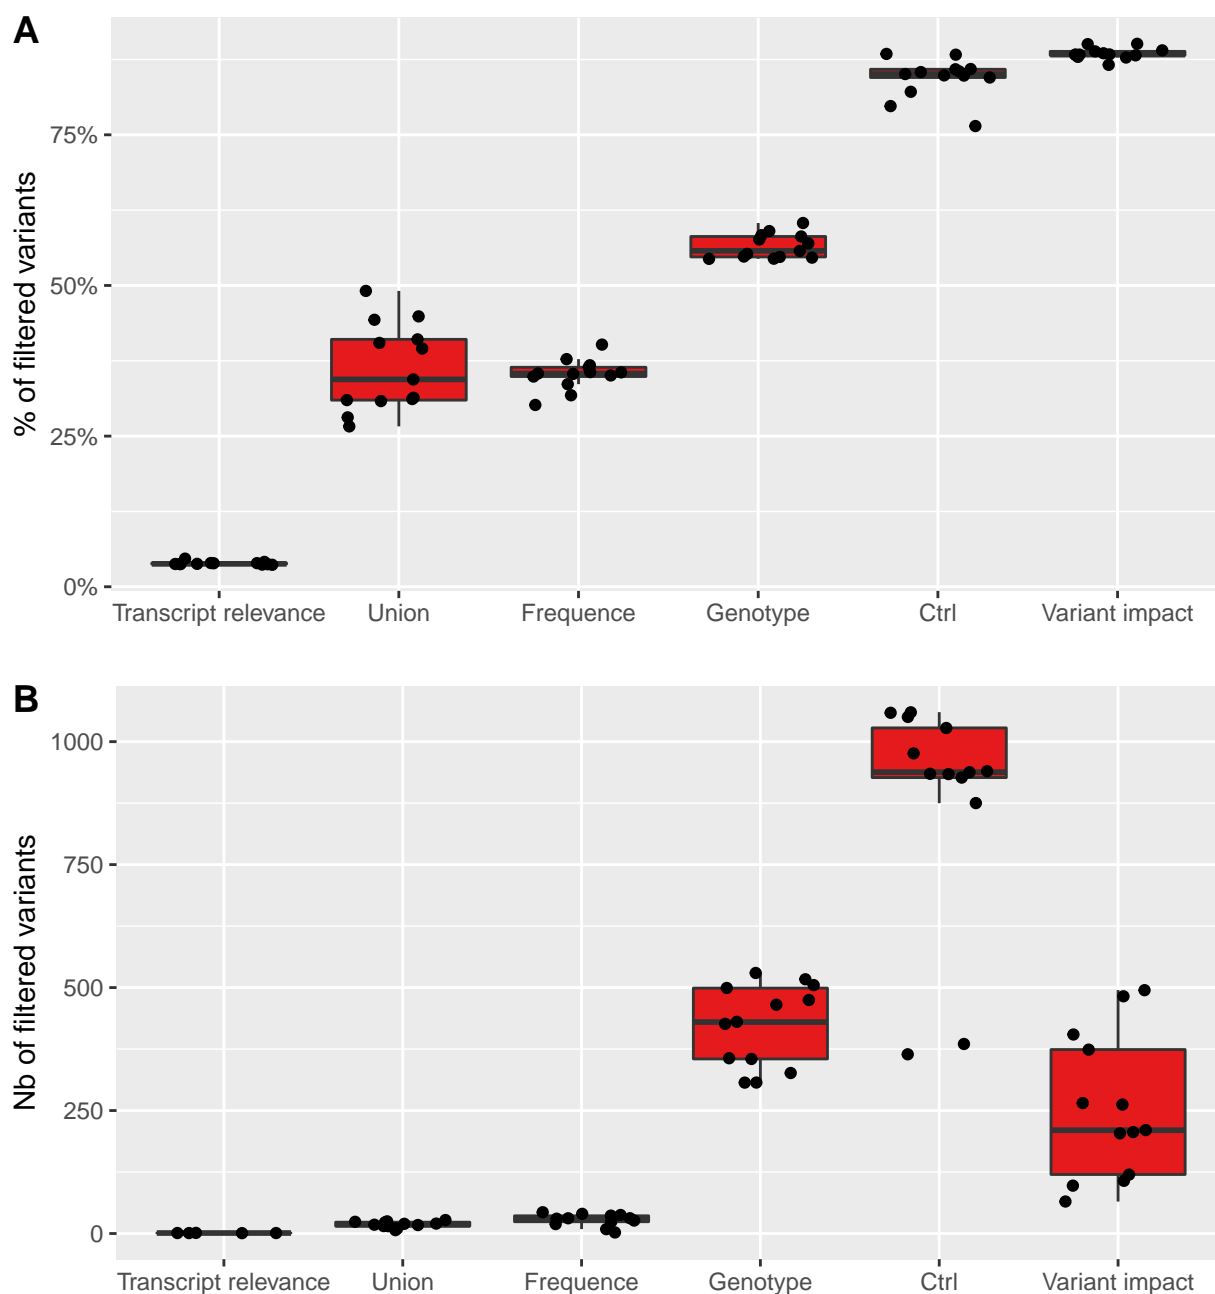 A
% of filtered variants
75%
50%
25%
0%
Transcript relevance Union Frequence Genotype Ctrl Variant impact
B
Nb of filtered variants
1000
750
500
250
0
Transcript relevance Union Frequence Genotype Ctrl Variant impact